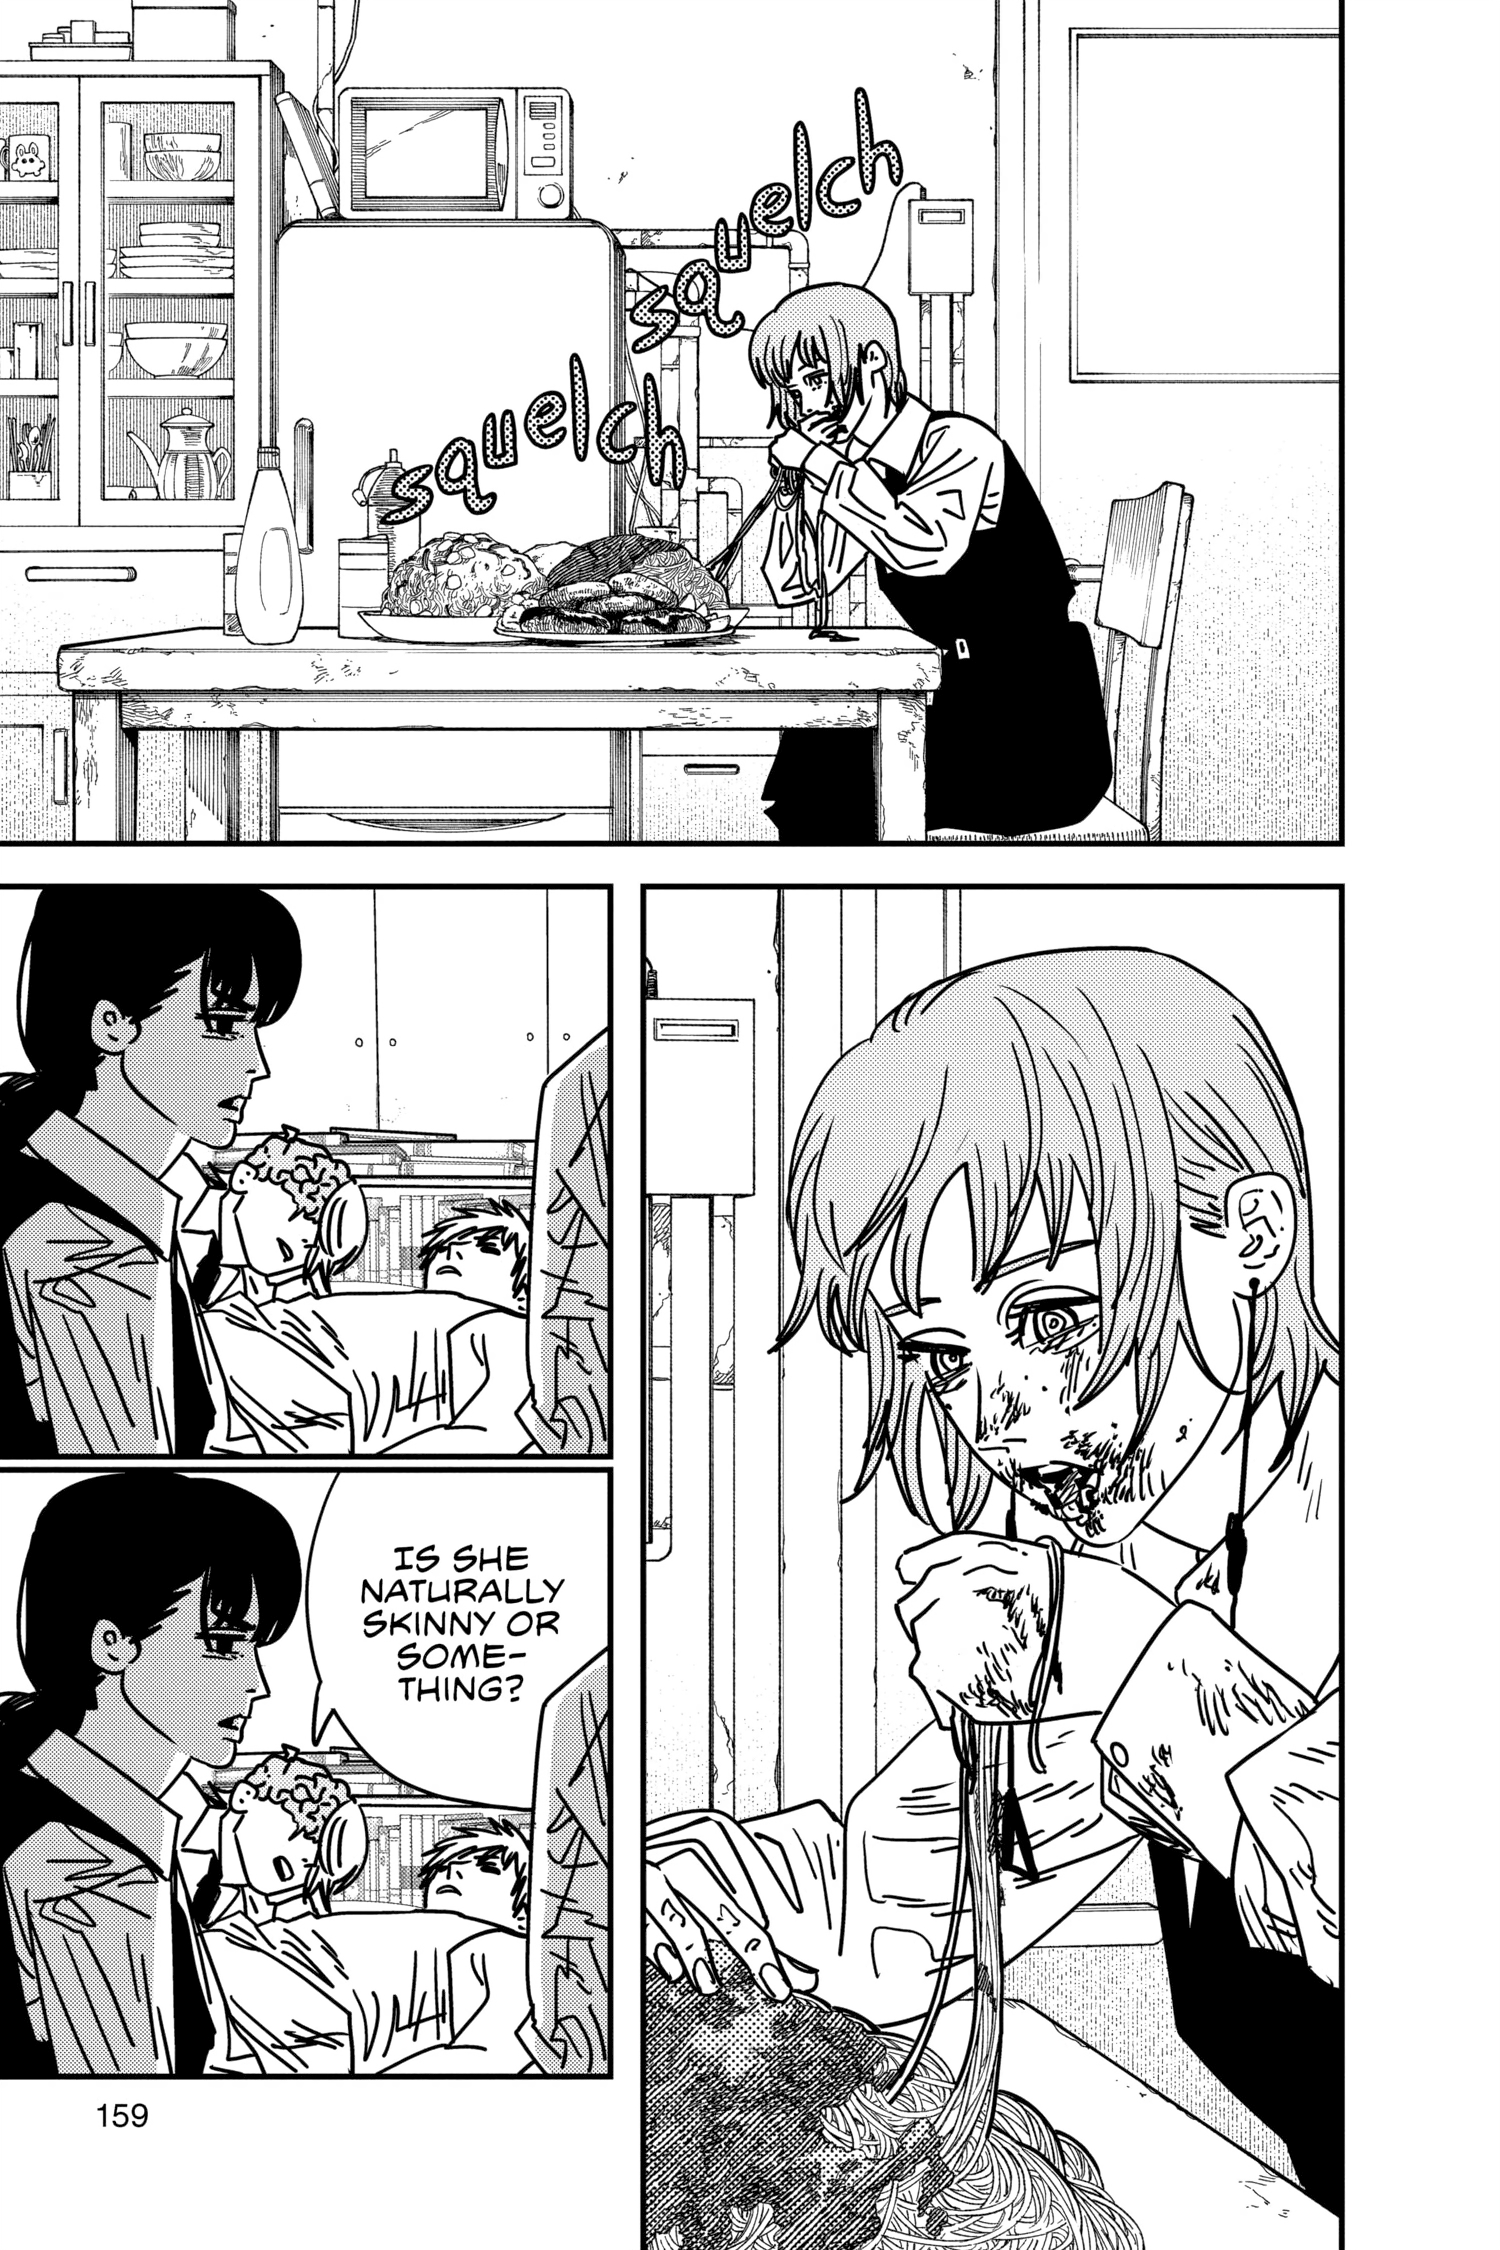 squelch
squelch
IS SHE
NATURALLY
SKINNY OR
SOME-
THING?
159